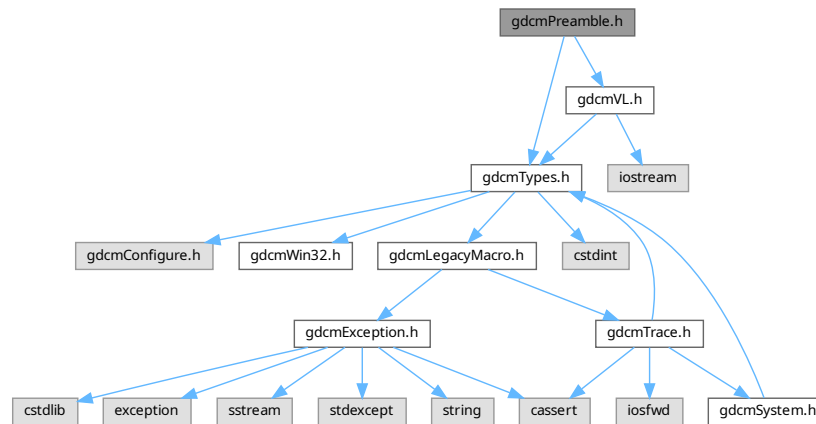 gdcmPreamble.h
gdcmVL.h
gdcmTypes.h
iostream
gdcmConfigure.h
gdcmWin32.h
gdcmLegacyMacro.h
cstdint
gdcmException.h
gdcmTrace.h
cstdlib
exception
sstream
stdexcept
string
cassert
iosfwd
gdcmSystem.h